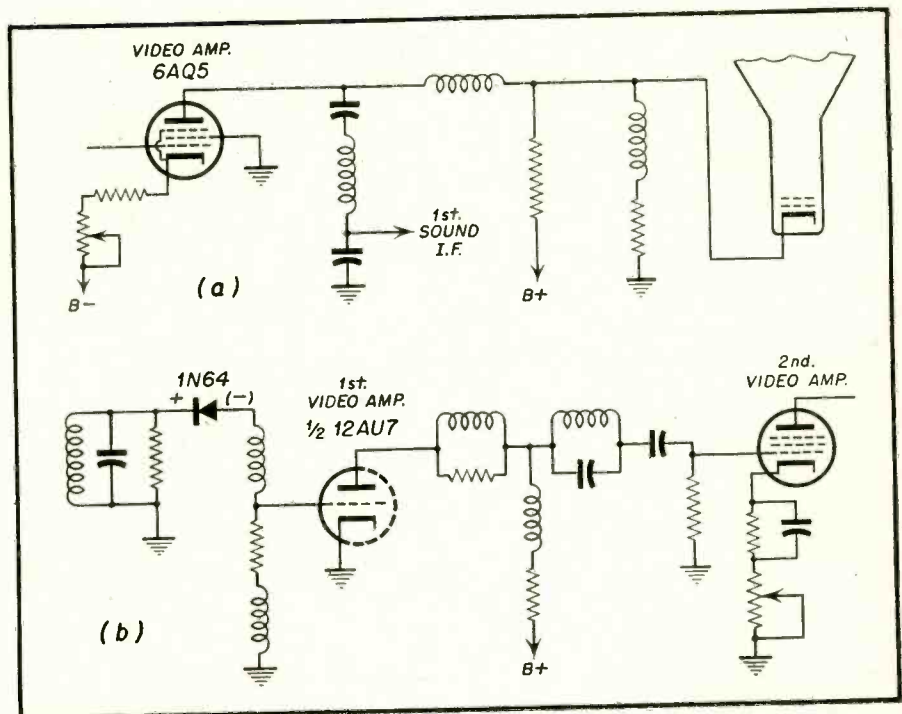 VIDEO AMP.
6AQ5
1st.
SOUND
I.F.
B-
B+
(a)
1N64
+ (-)
1st.
VIDEO AMP.
½ 12AU7
2nd.
VIDEO AMP.
(b)
B+